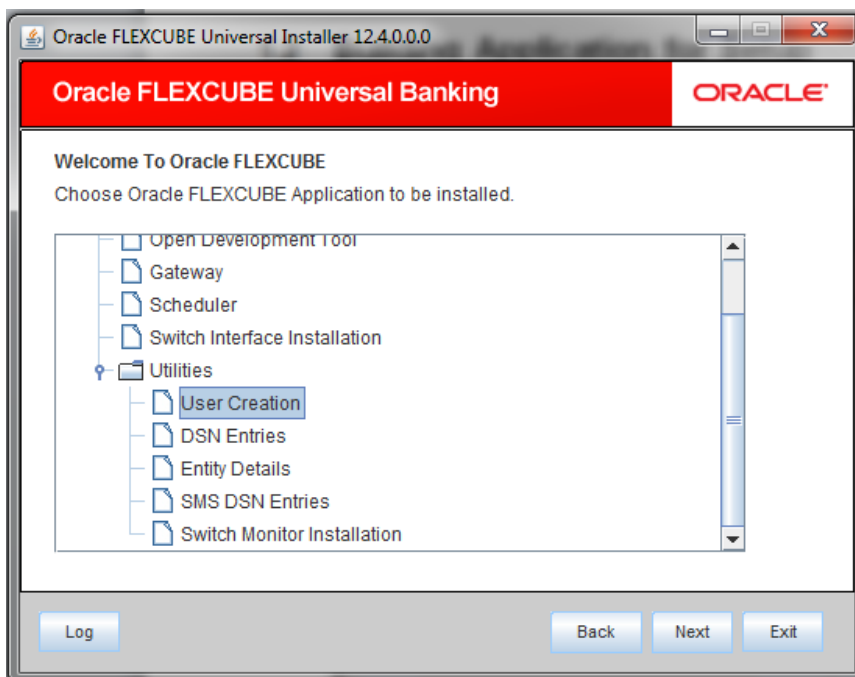 Oracle FLEXCUBE Universal Installer 12.4.0.0.0
Oracle FLEXCUBE Universal Banking
ORACLE
Welcome To Oracle FLEXCUBE
Choose Oracle FLEXCUBE Application to be installed.
Open Development Tool
Gateway
Scheduler
Switch Interface Installation
Utilities
User Creation
DSN Entries
Entity Details
SMS DSN Entries
Switch Monitor Installation
Log
Back
Next
Exit